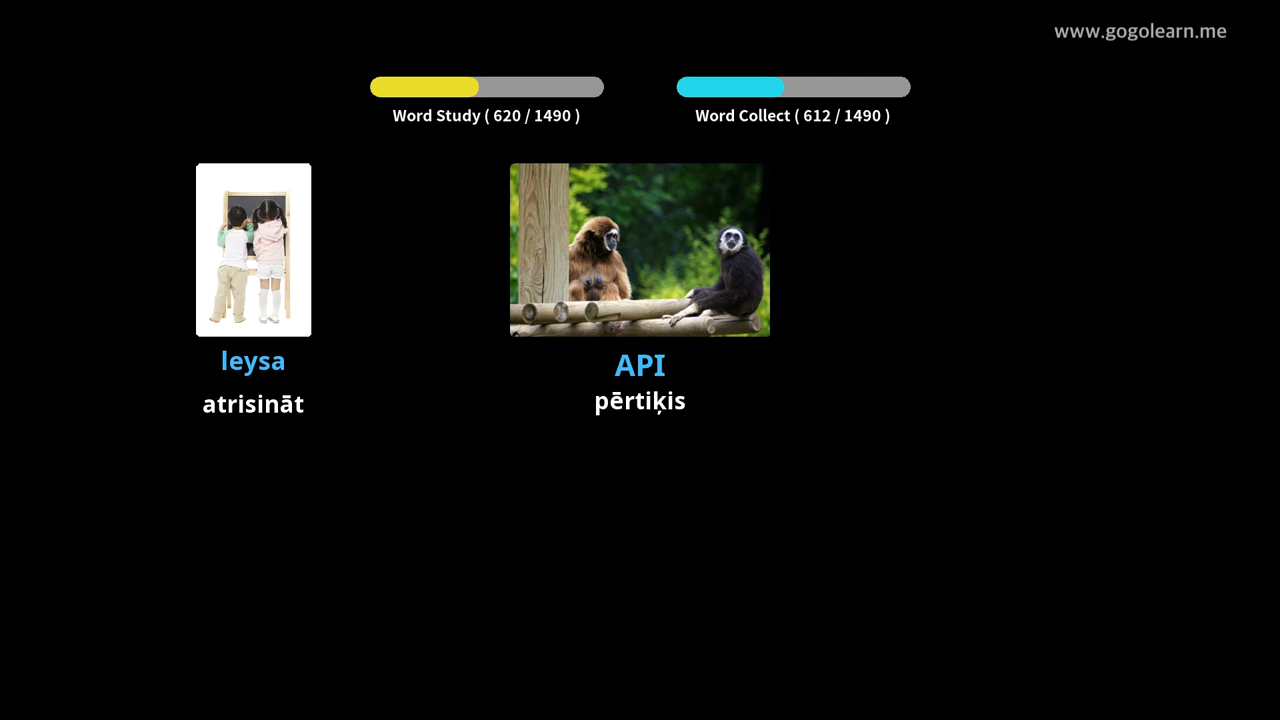 www.gogolearn.me
Word Study ( 620 / 1490 )
Word Collect ( 612 / 1490 )
leysa
atrisināt
API
pērtiķis